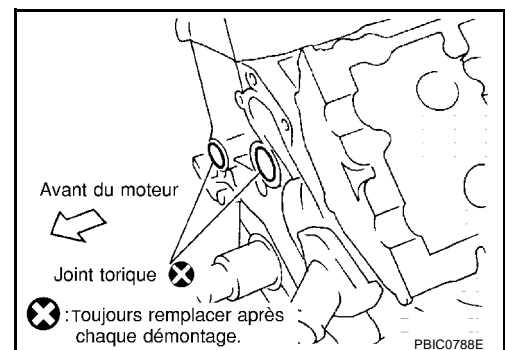 Avant du moteur
Joint torique
:Toujours remplacer après
chaque démontage.
PBIC0788E